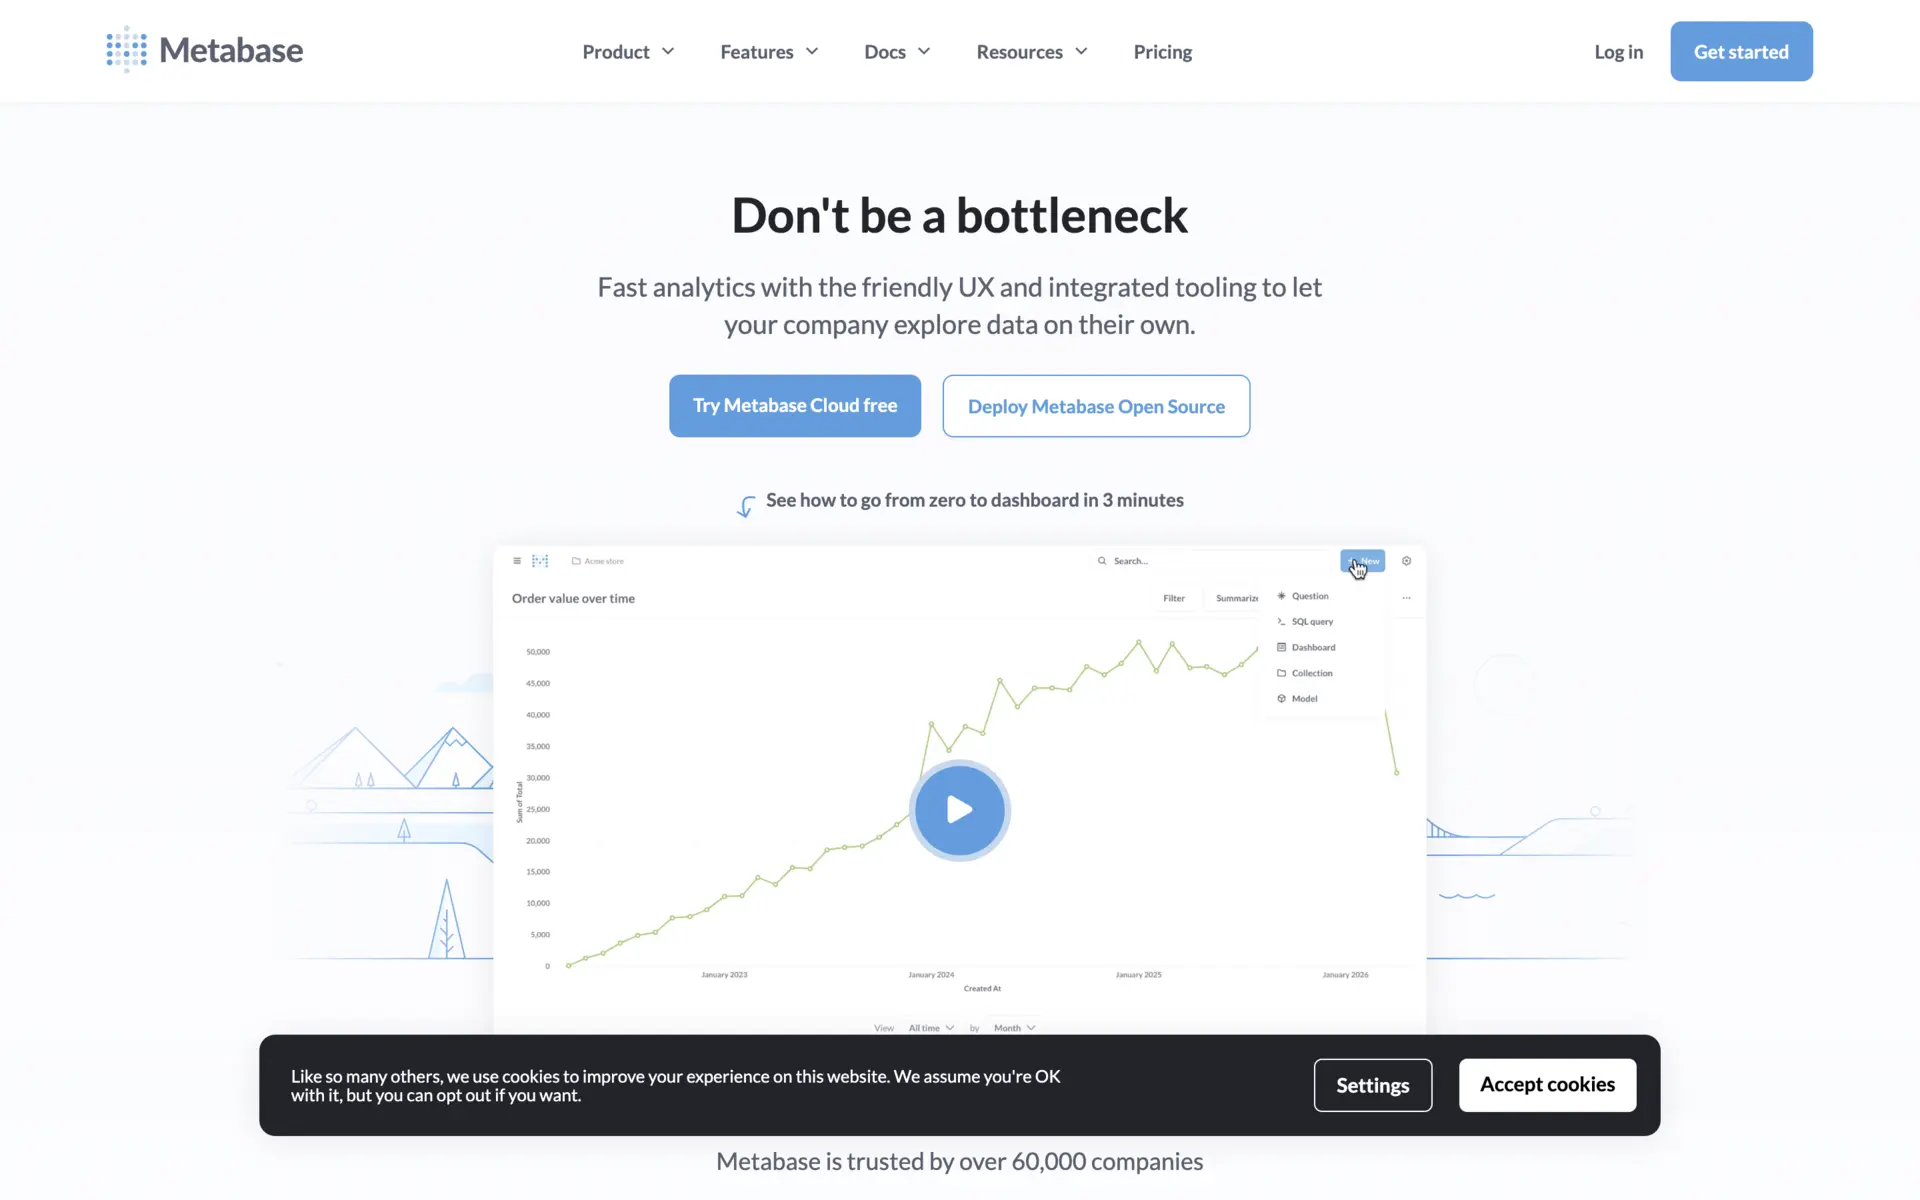 Metabase
Product
Features
Docs
Resources
Pricing
Log in
Get started
Don't be a bottleneck
Fast analytics with the friendly UX and integrated tooling to let
your company explore data on their own.
Try Metabase Cloud free
Deploy Metabase Open Source
See how to go from zero to dashboard in 3 minutes
Acme store
Search...
New
Order value over time
Filter
Summarize
...
Question
SQL query
Dashboard
Collection
Model
50,000
45,000
40,000
35,000
30,000
25,000
20,000
15,000
10,000
5,000
0
Sum of Total
January 2023
January 2024
January 2025
January 2026
Created At
View All time by Month
Like so many others, we use cookies to improve your experience on this website. We assume you're OK
with it, but you can opt out if you want.
Settings
Accept cookies
Metabase is trusted by over 60,000 companies